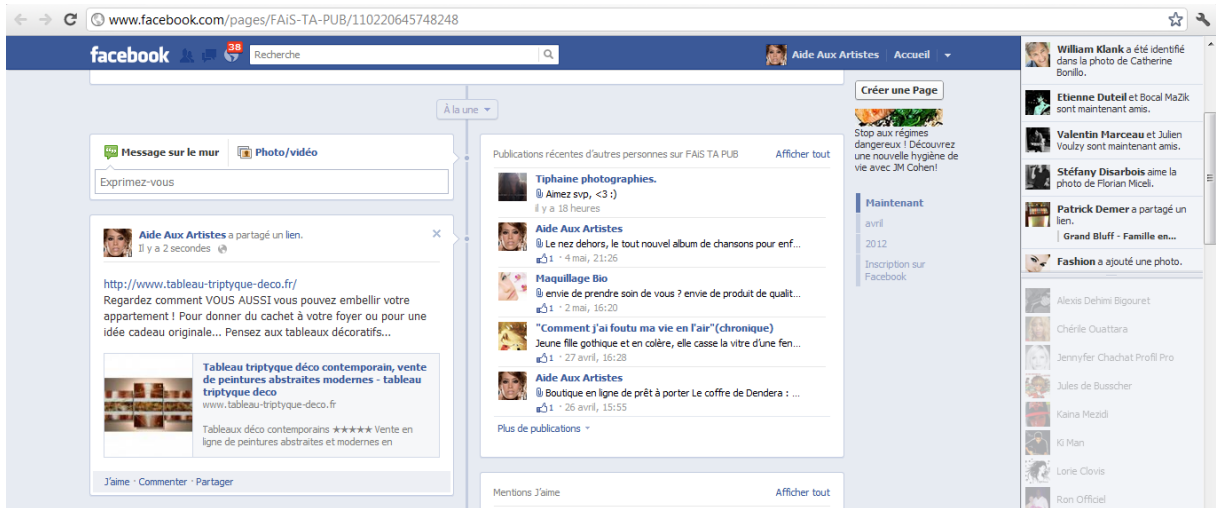 www.facebook.com/pages/FAiS-TA-PUB/110220645748248
facebook
38
Recherche
Aide Aux Artistes
Accueil
À la une
Message sur le mur
Photo/vidéo
Exprimez-vous
Aide Aux Artistes a partagé un lien.
Il y a 2 secondes
http://www.tableau-triptyque-deco.fr/
Regardez comment VOUS AUSSI vous pouvez embellir votre
appartement ! Pour donner du cachet à votre foyer ou pour une
idée cadeau originale... Pensez aux tableaux décoratifs...
Tableau triptyque déco contemporain, vente
de peintures abstraites modernes - tableau
triptyque deco
www.tableau-triptyque-deco.fr
Tableaux déco contemporains ★★★★★ Vente en
ligne de peintures abstraites et modernes en
J'aime · Commenter · Partager
Publications récentes d'autres personnes sur FAiS TA PUB
Afficher tout
Tiphaine photographies.
Aimez svp, <3 :)
il y a 18 heures
Aide Aux Artistes
Le nez dehors, le tout nouvel album de chansons pour enf...
1 · 4 mai, 21:26
Maquillage Bio
envie de prendre soin de vous ? envie de produit de qualit...
1 · 2 mai, 16:20
"Comment j'ai foutu ma vie en l'air"(chronique)
Jeune fille gothique et en colère, elle casse la vitre d'une fen...
1 · 27 avril, 16:28
Aide Aux Artistes
Boutique en ligne de prêt à porter Le coffre de Dendera : ...
1 · 26 avril, 15:55
Plus de publications
Mentions J'aime
Afficher tout
Créer une Page
Stop aux régimes
dangereux ! Découvrez
une nouvelle hygiène de
vie avec JM Cohen!
Maintenant
avril
2012
Inscription sur
Facebook
William Klank a été identifié
dans la photo de Catherine
Bonillo.
Etienne Duteil et Bocal MaZik
sont maintenant amis.
Valentin Marceau et Julien
Voulzy sont maintenant amis.
Stéfany Disarbois aime la
photo de Florian Miceli.
Patrick Demer a partagé un
lien.
Grand Bluff - Famille en...
Fashion a ajouté une photo.
Alexis Dehimi Bigouret
Chérile Ouattara
Jennyfer Chachat Profil Pro
Jules de Busscher
Kaina Mezidi
Ki Man
Lorie Clovis
Ron Officiel